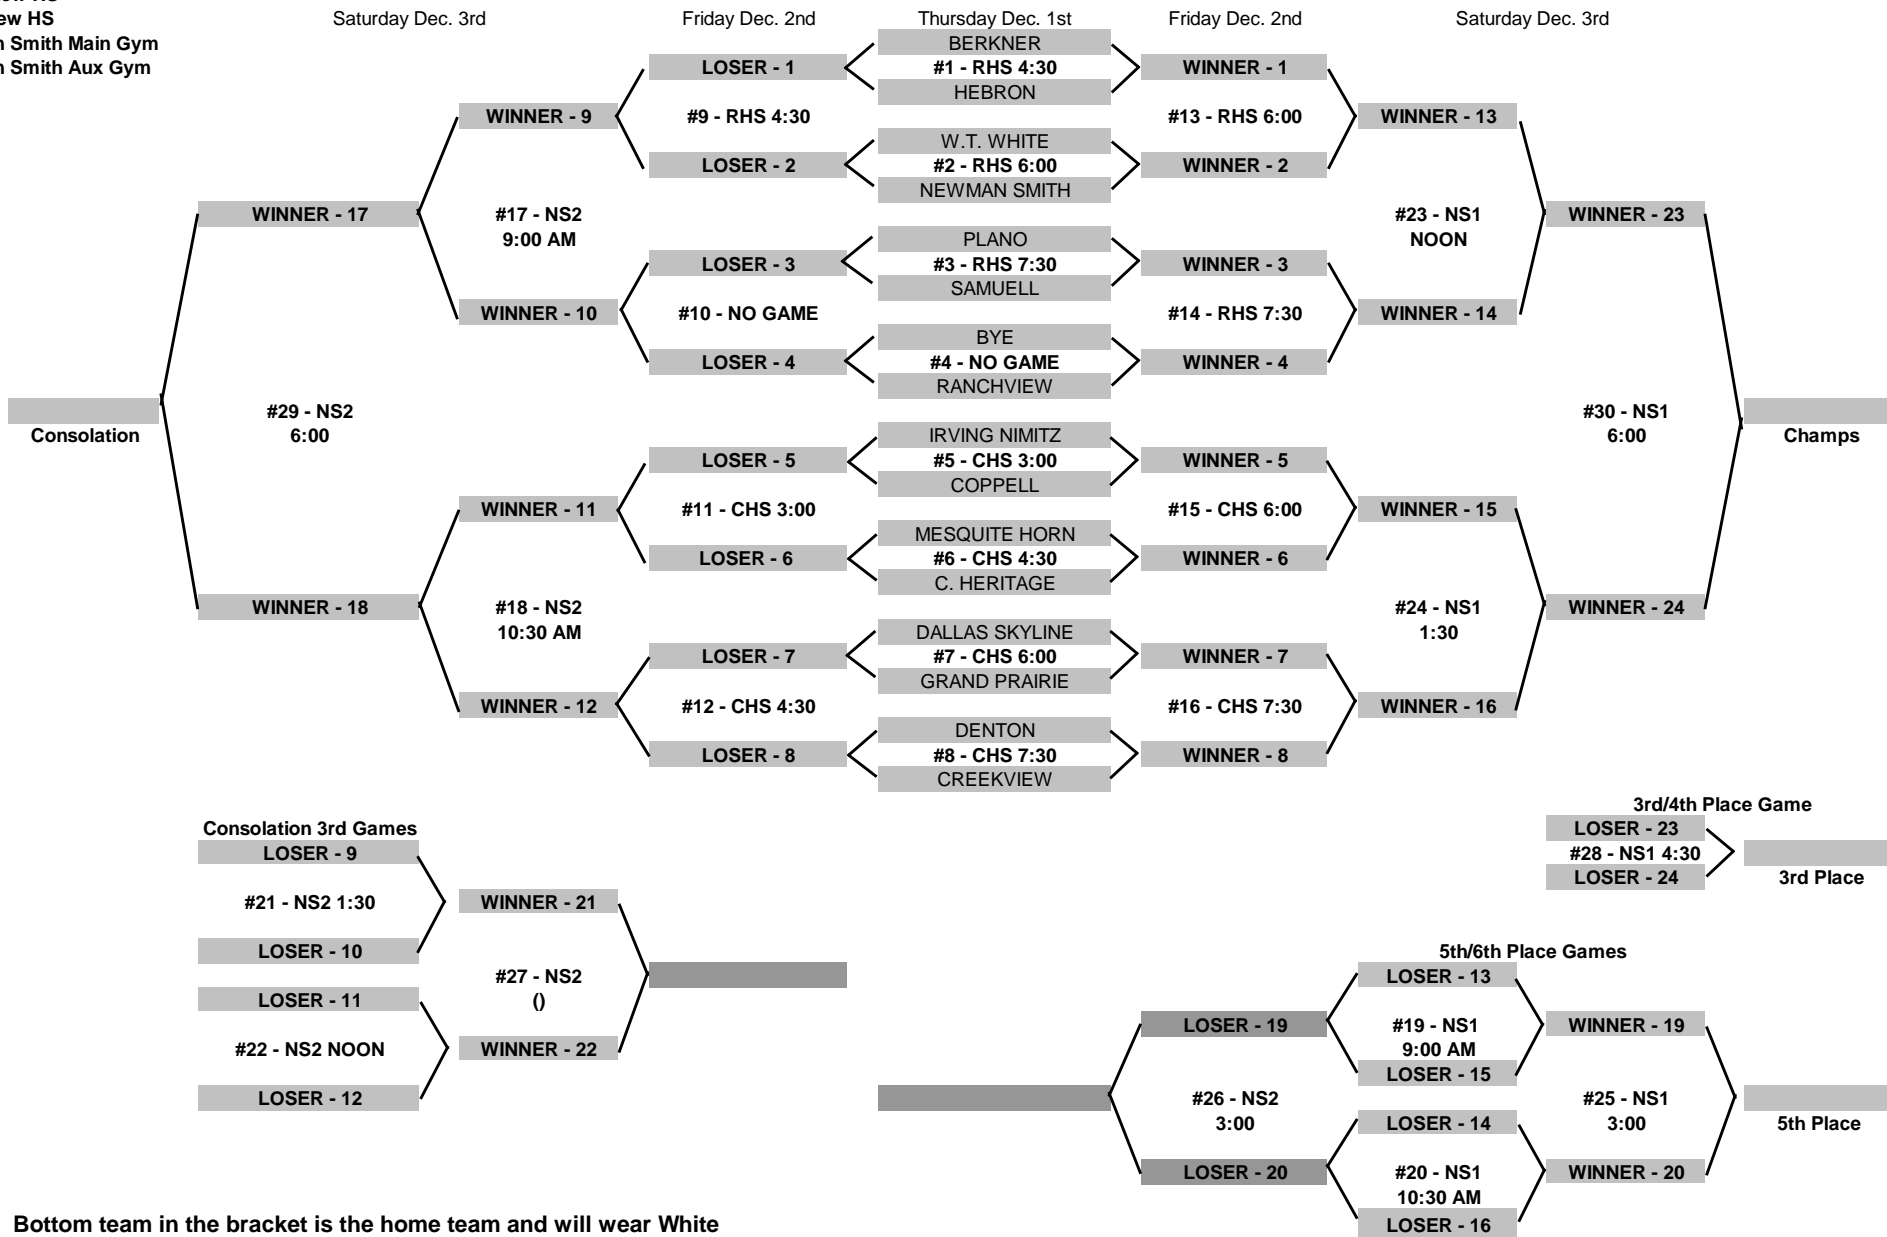 HS
HS
Smith Main Gym
Smith Aux Gym
Saturday Dec. 3rd
Friday Dec. 2nd
Thursday Dec. 1st
Friday Dec. 2nd
Saturday Dec. 3rd
BERKNER
LOSER - 1
#1 - RHS 4:30
WINNER - 1
HEBRON
WINNER - 9
#9 - RHS 4:30
#13 - RHS 6:00
WINNER - 13
W.T. WHITE
LOSER - 2
#2 - RHS 6:00
WINNER - 2
NEWMAN SMITH
WINNER - 17
#17 - NS2
9:00 AM
#23 - NS1
NOON
WINNER - 23
PLANO
LOSER - 3
#3 - RHS 7:30
WINNER - 3
SAMUELL
WINNER - 10
#10 - NO GAME
#14 - RHS 7:30
WINNER - 14
BYE
LOSER - 4
#4 - NO GAME
WINNER - 4
RANCHVIEW
Consolation
#29 - NS2
6:00
#30 - NS1
6:00
Champs
IRVING NIMITZ
LOSER - 5
#5 - CHS 3:00
WINNER - 5
COPPELL
WINNER - 11
#11 - CHS 3:00
#15 - CHS 6:00
WINNER - 15
MESQUITE HORN
LOSER - 6
#6 - CHS 4:30
WINNER - 6
C. HERITAGE
WINNER - 18
#18 - NS2
10:30 AM
#24 - NS1
1:30
WINNER - 24
DALLAS SKYLINE
LOSER - 7
#7 - CHS 6:00
WINNER - 7
GRAND PRAIRIE
WINNER - 12
#12 - CHS 4:30
#16 - CHS 7:30
WINNER - 16
DENTON
LOSER - 8
#8 - CHS 7:30
WINNER - 8
CREEKVIEW
3rd/4th Place Game
LOSER - 23
#28 - NS1 4:30
LOSER - 24
3rd Place
Consolation 3rd Games
LOSER - 9
#21 - NS2 1:30
WINNER - 21
LOSER - 10
#27 - NS2
()
LOSER - 11
#22 - NS2 NOON
WINNER - 22
LOSER - 12
5th/6th Place Games
LOSER - 13
LOSER - 19
#19 - NS1
9:00 AM
WINNER - 19
LOSER - 15
#26 - NS2
3:00
#25 - NS1
3:00
5th Place
LOSER - 14
LOSER - 20
#20 - NS1
10:30 AM
WINNER - 20
LOSER - 16
Bottom team in the bracket is the home team and will wear White